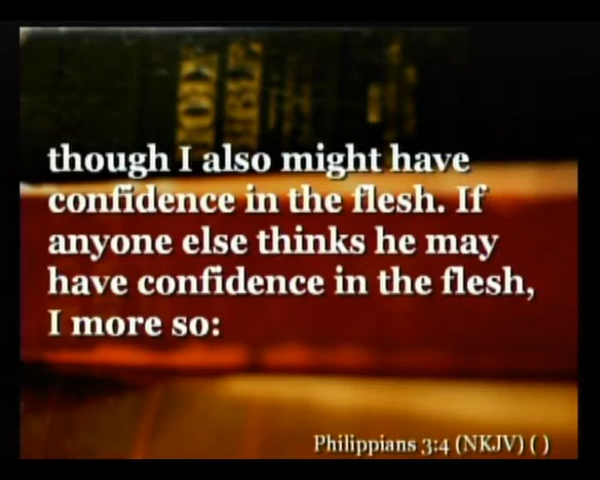 though I also might have
confidence in the flesh. If
anyone else thinks he may
have confidence in the flesh,
I more so:
Philippians 3:4 (NKJV) ( )